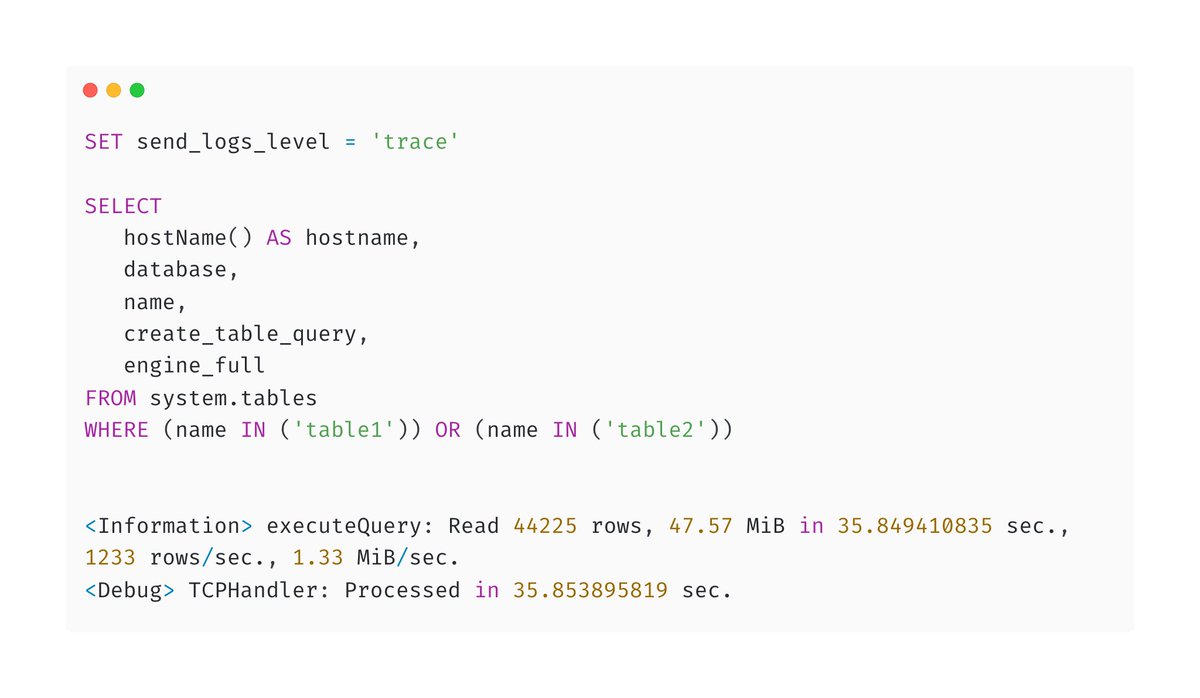 SET send_logs_level = 'trace'
SELECT
hostName() AS hostname,
database,
name,
create_table_query,
engine_full
FROM system.tables
WHERE (name IN ('table1')) OR (name IN ('table2'))
<Information> executeQuery: Read 44225 rows, 47.57 MiB in 35.849410835 sec.,
1233 rows/sec., 1.33 MiB/sec.
<Debug> TCPHandler: Processed in 35.853895819 sec.